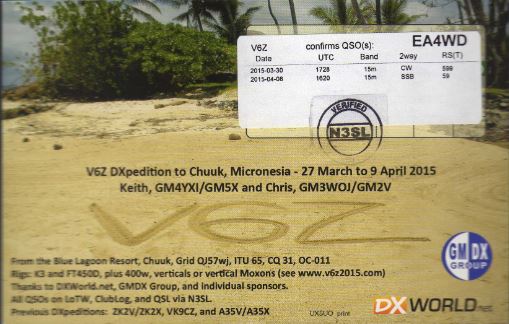 V6Z confirms QSO(s): EA4WD
Date UTC Band 2way RS(T)
2015-03-30 1728 15m CW 599
2015-04-08 1620 15m SSB 59
VERIFIED
N3SL
V6Z DXpedition to Chuuk, Micronesia - 27 March to 9 April 2015
Keith, GM4YXI/GM5X and Chris, GM3WOJ/GM2V
V6Z
From the Blue Lagoon Resort, Chuuk, Grid QJ57wj, ITU 65, CQ 31, OC-011
Rigs: K3 and FT450D, plus 400w, verticals or vertical Moxons (see www.v6z2015.com)
Thanks to DXWorld.net, GMDX Group, and individual sponsors.
All QSOs on LoTW, ClubLog, and QSL via N3SL.
Previous DXpeditions: ZK2V/ZK2X, VK9CZ, and A35V/A35X
GMDX
GROUP
UX5UO print
DXWORLD.net